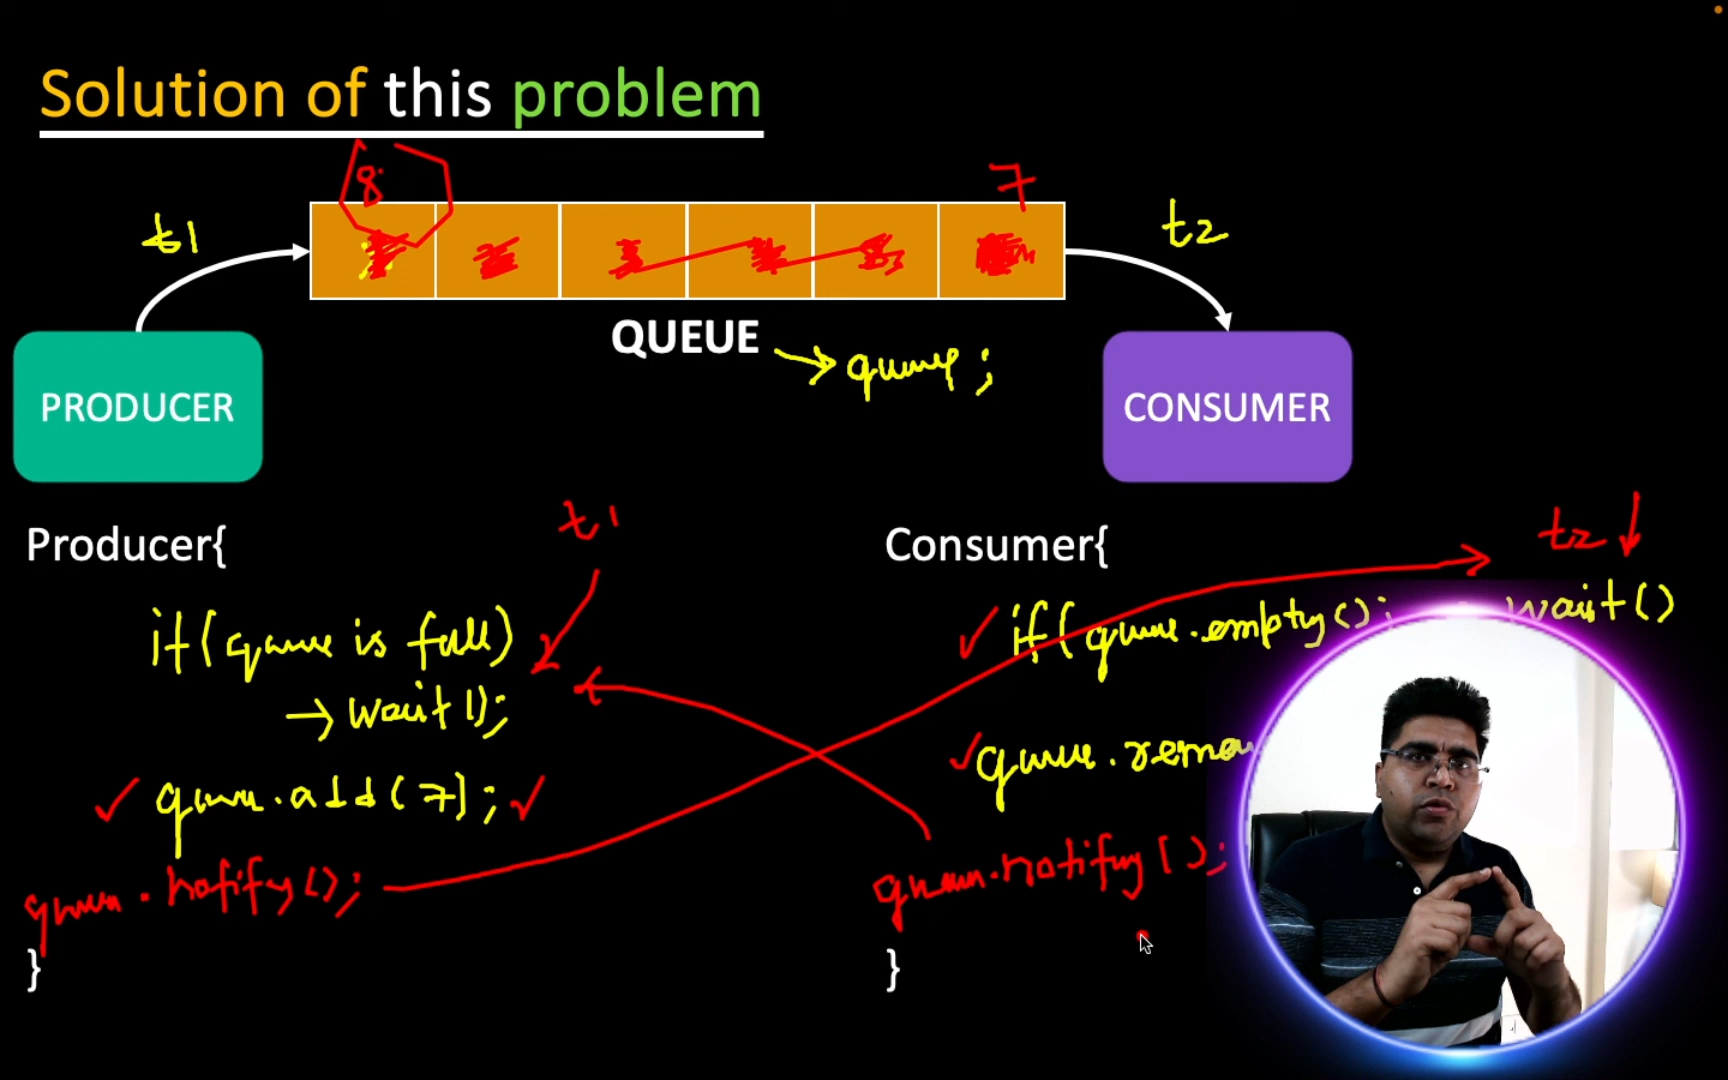 Solution of this problem
8
7
t1
t2
QUEUE
→ queue ;
PRODUCER
CONSUMER
t1
t2
Producer{
if(queue is full)
→ wait();
✓ queue.add(7); ✓
queue.notify();
}
Consumer{
✓ if(queue.empty(); wait()
✓ queue.remo
queue.notify();
}